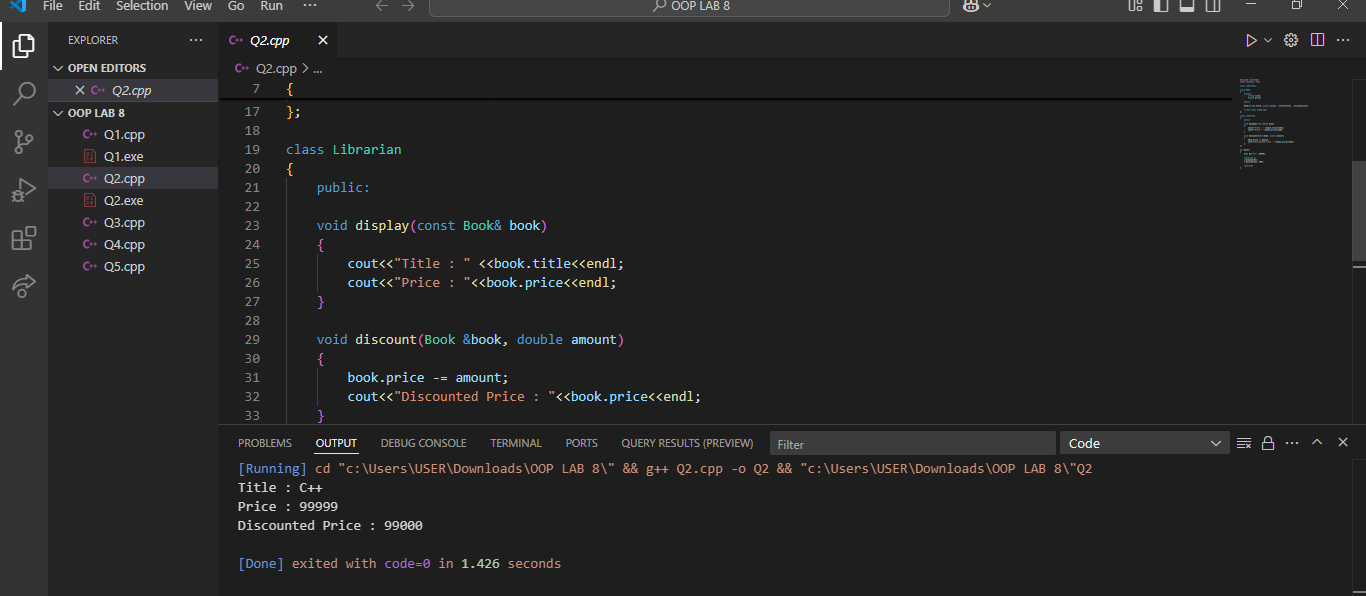 File Edit Selection View Go Run ··· OOP LAB 8
EXPLORER ···
OPEN EDITORS
Q2.cpp
OOP LAB 8
Q1.cpp
Q1.exe
Q2.cpp
Q2.exe
Q3.cpp
Q4.cpp
Q5.cpp
Q2.cpp
Q2.cpp > ...
7 {
17 };
18
19 class Librarian
20 {
21     public:
22
23     void display(const Book& book)
24     {
25         cout<<"Title : " <<book.title<<endl;
26         cout<<"Price : "<<book.price<<endl;
27     }
28
29     void discount(Book &book, double amount)
30     {
31         book.price -= amount;
32         cout<<"Discounted Price : "<<book.price<<endl;
33     }
PROBLEMS OUTPUT DEBUG CONSOLE TERMINAL PORTS QUERY RESULTS (PREVIEW) Filter Code
[Running] cd "c:\Users\USER\Downloads\OOP LAB 8\" && g++ Q2.cpp -o Q2 && "c:\Users\USER\Downloads\OOP LAB 8\"Q2
Title : C++
Price : 99999
Discounted Price : 99000
[Done] exited with code=0 in 1.426 seconds